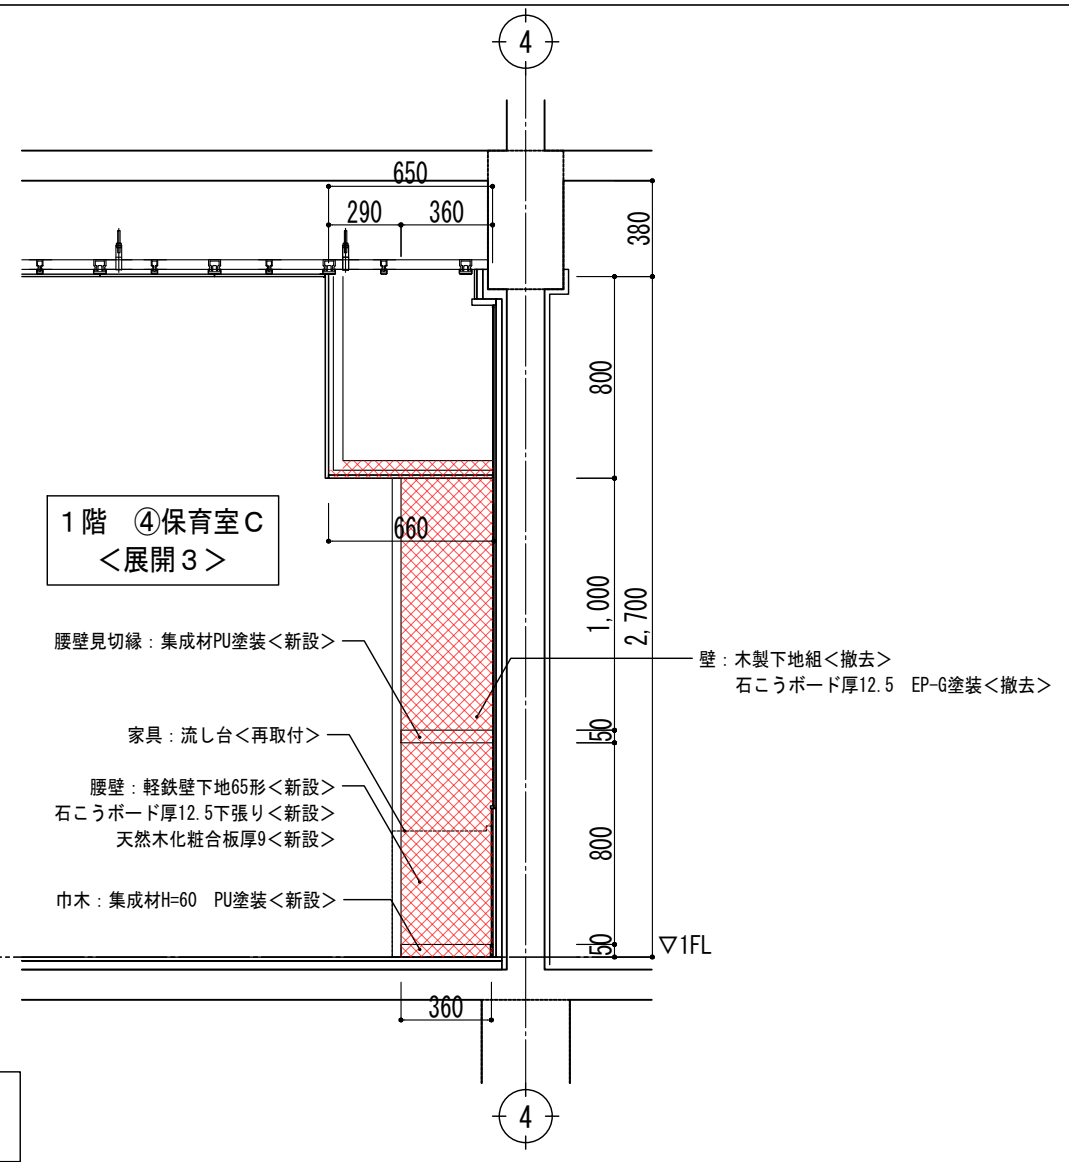 4
650
290
360
380
800
1階　④保育室C
＜展開3＞
660
1,000
2,700
腰壁見切縁：集成材PU塗装＜新設＞
壁：木製下地組＜撤去＞
石こうボード厚12.5　EP-G塗装＜撤去＞
家具：流し台＜再取付＞
50
腰壁：軽鉄壁下地65形＜新設＞
石こうボード厚12.5下張り＜新設＞
天然木化粧合板厚9＜新設＞
800
巾木：集成材H=60　PU塗装＜新設＞
50
▽1FL
360
4